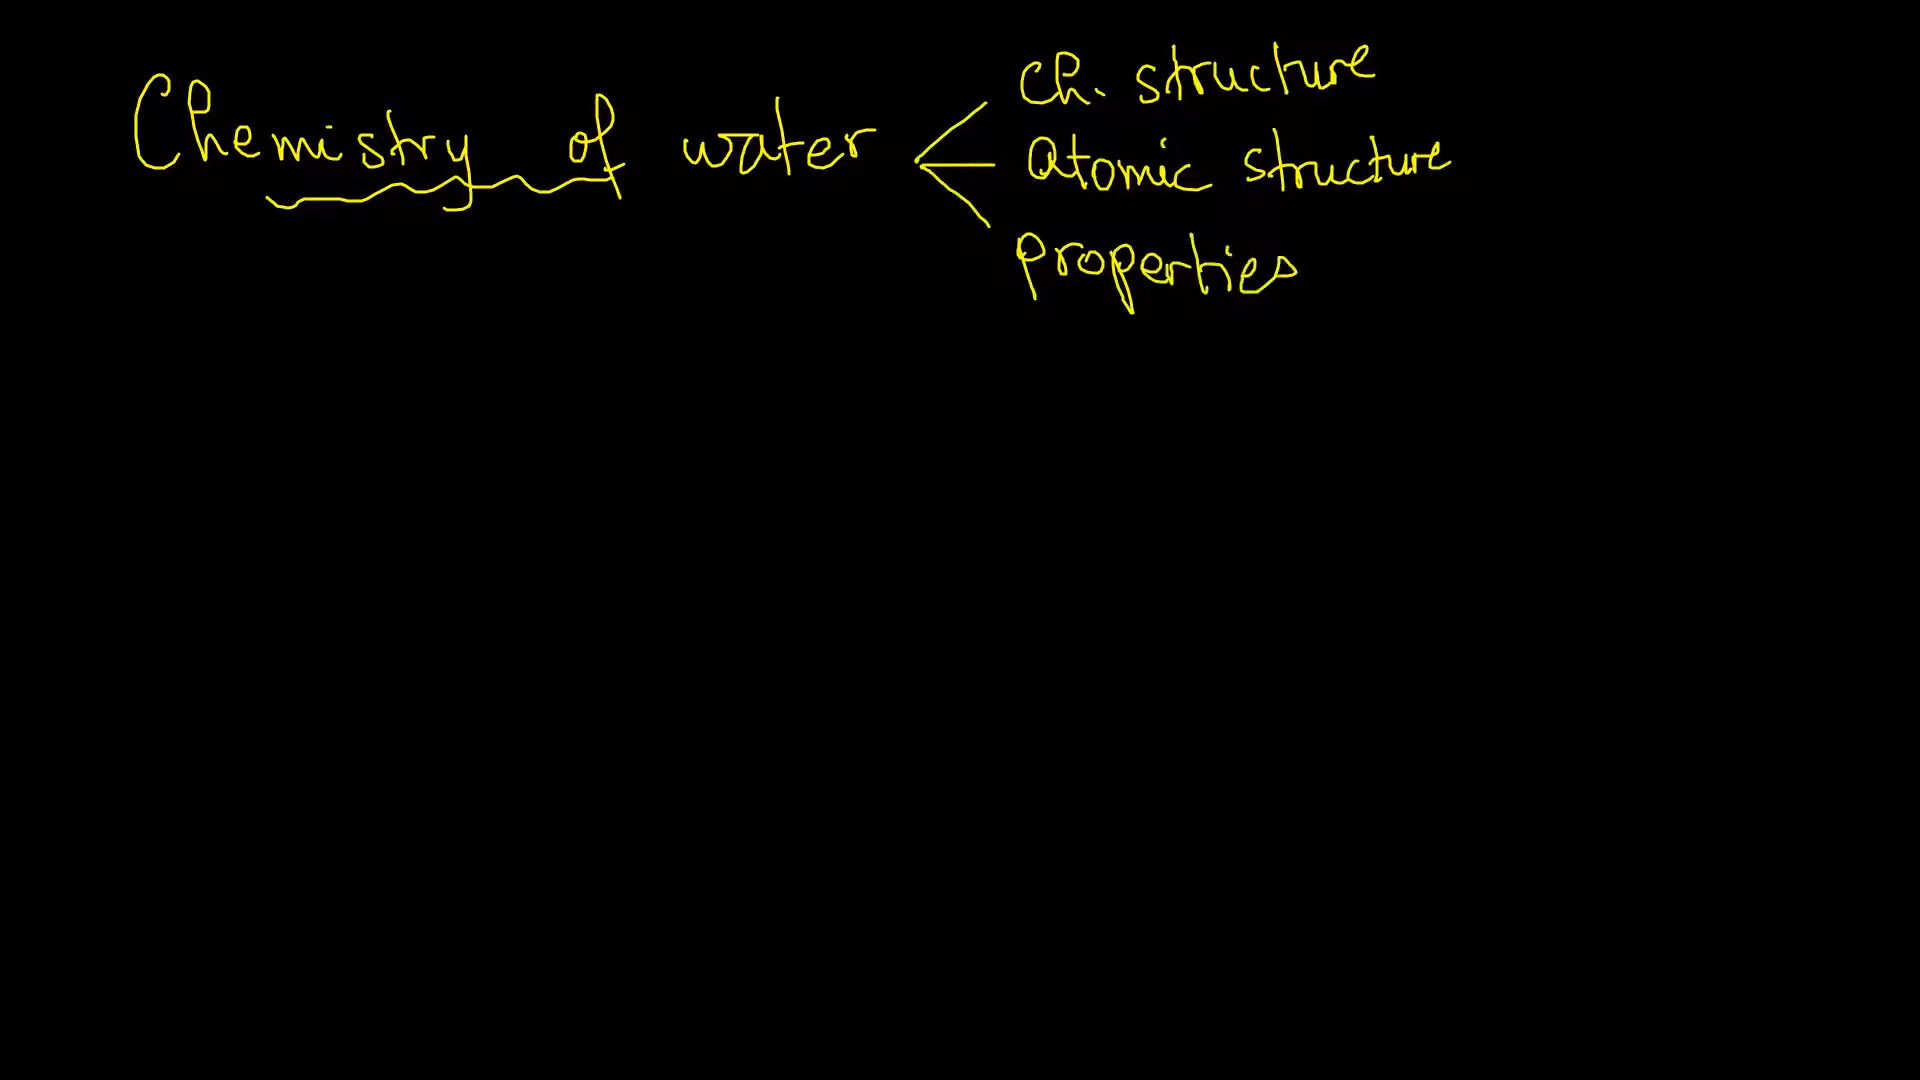 Chemistry of water
Ch. structure
Atomic structure
properties